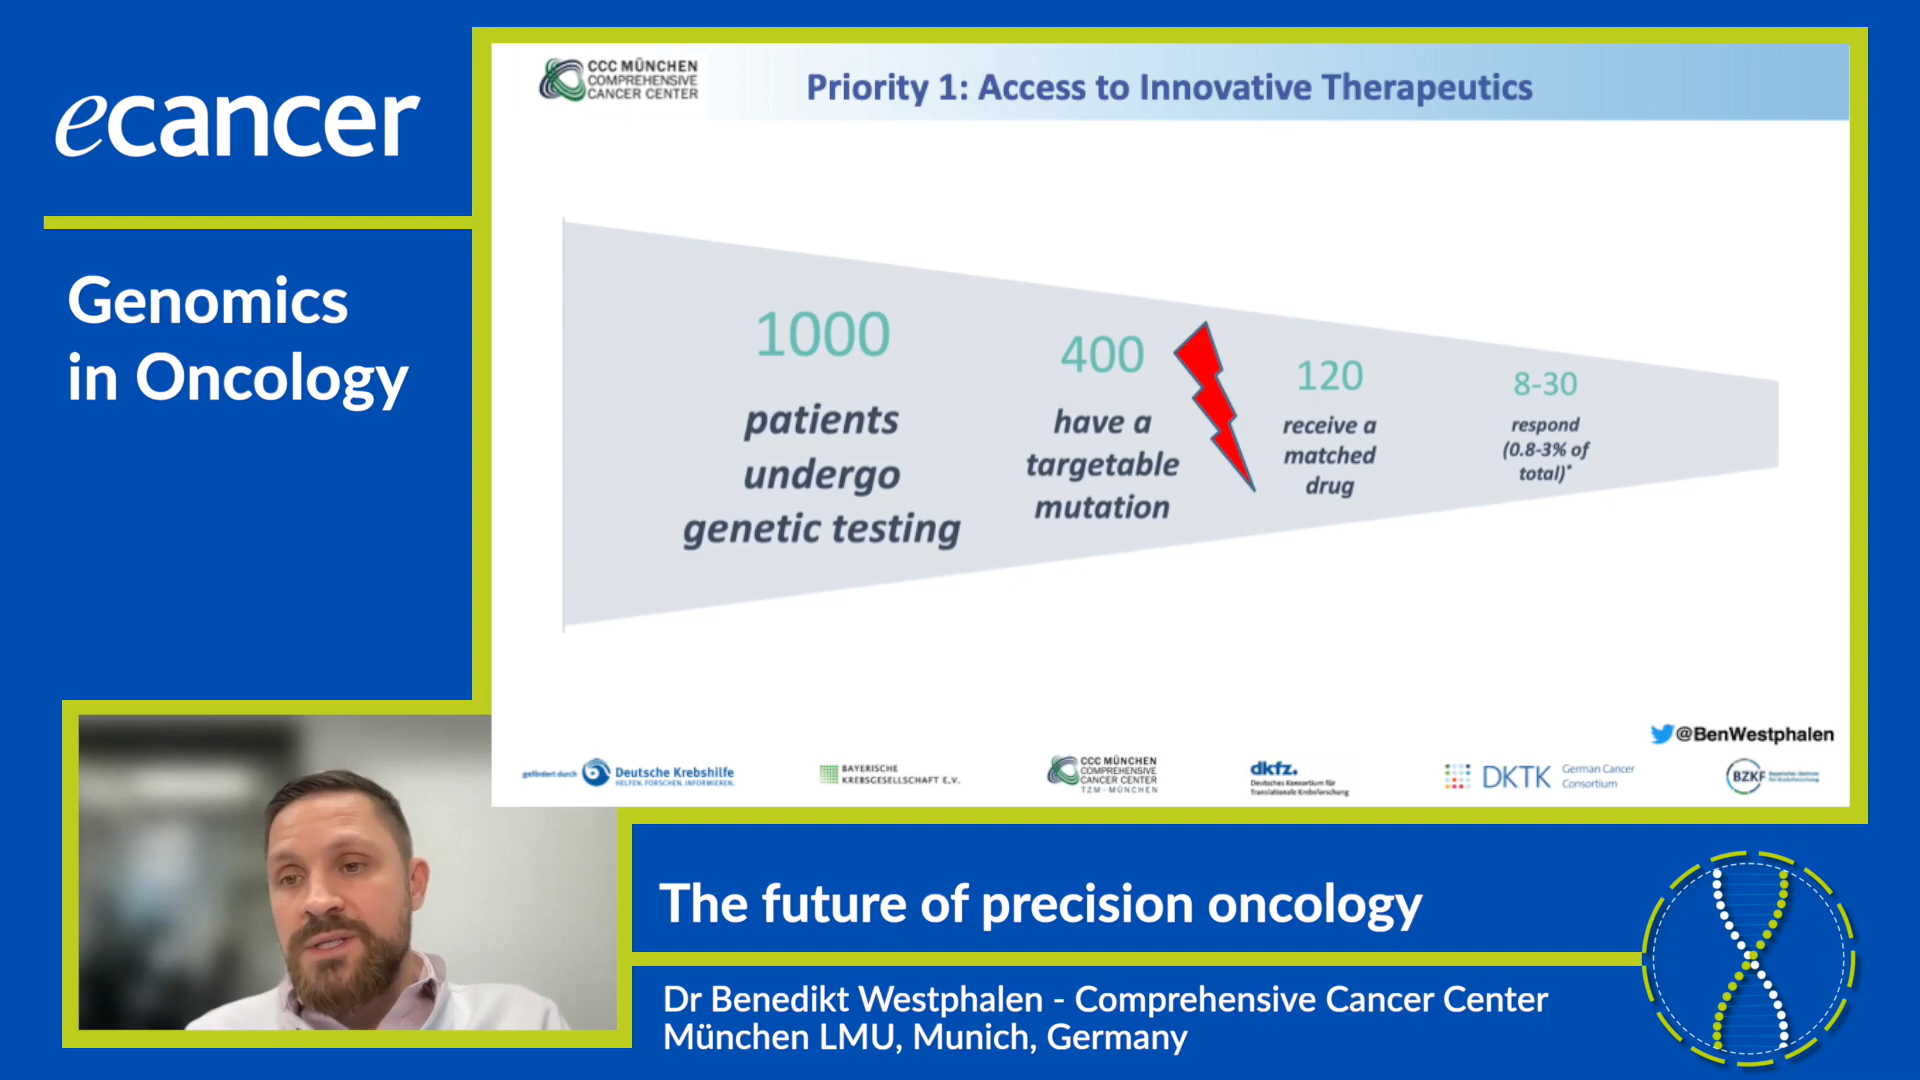 ecancer
Genomics
in Oncology
CCC MÜNCHEN
COMPREHENSIVE
CANCER CENTER
Priority 1: Access to Innovative Therapeutics
1000
patients
undergo
genetic testing
400
have a
targetable
mutation
120
receive a
matched
drug
8-30
respond
(0.8-3% of
total)*
@BenWestphalen
gefördert durch
Deutsche Krebshilfe
HELFEN. FORSCHEN. INFORMIEREN.
BAYERISCHE
KREBSGESELLSCHAFT E.V.
CCC MÜNCHEN
COMPREHENSIVE
CANCER CENTER
TZM - MÜNCHEN
dkfz.
Deutsches Konsortium für
Translationale Krebsforschung
DKTK
German Cancer
Consortium
BZKF
The future of precision oncology
Dr Benedikt Westphalen - Comprehensive Cancer Center
München LMU, Munich, Germany